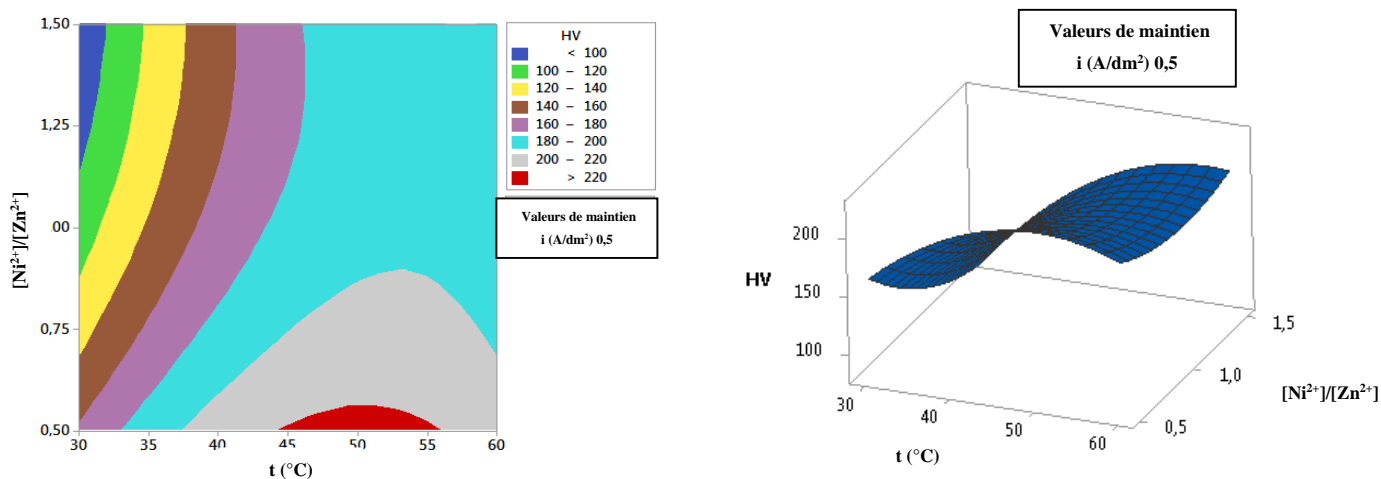 1,50
1,25
00
0,75
0,50
[Ni²⁺]/[Zn²⁺]
30 35 40 45 50 55 60
t (°C)
HV
< 100
100 – 120
120 – 140
140 – 160
160 – 180
180 – 200
200 – 220
> 220
Valeurs de maintien
i (A/dm²) 0,5
Valeurs de maintien
i (A/dm²) 0,5
HV
200
150
100
30
40
50
60
t (°C)
1,5
1,0
0,5
[Ni²⁺]/[Zn²⁺]